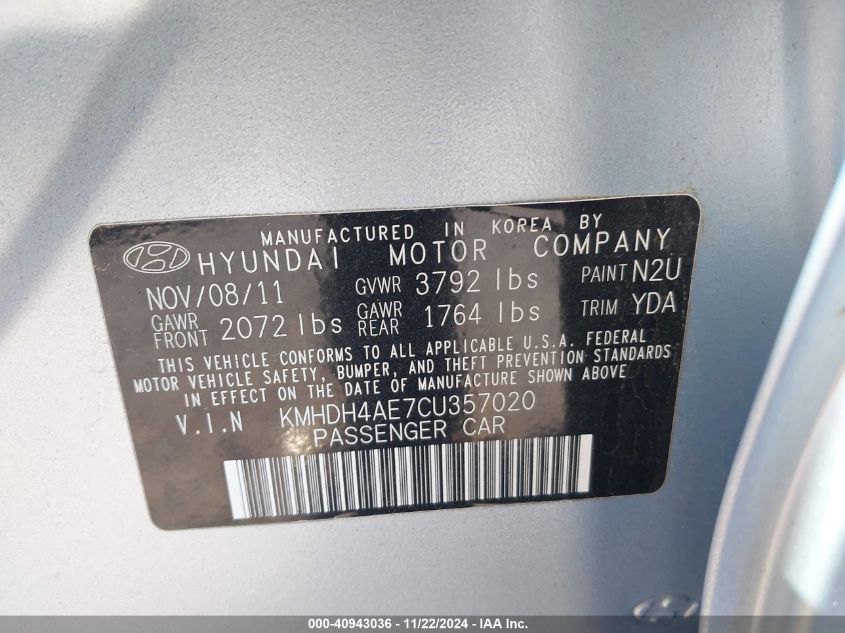 MANUFACTURED IN KOREA BY
HYUNDAI MOTOR COMPANY
NOV/08/11 GVWR 3792 lbs PAINT N2U
GAWR FRONT 2072 lbs GAWR REAR 1764 lbs TRIM YDA
THIS VEHICLE CONFORMS TO ALL APPLICABLE U.S.A. FEDERAL
MOTOR VEHICLE SAFETY, BUMPER, AND THEFT PREVENTION STANDARDS
IN EFFECT ON THE DATE OF MANUFACTURE SHOWN ABOVE.
V.I.N KMHDH4AE7CU357020
PASSENGER CAR
000-40943036 - 11/22/2024 - IAA Inc.